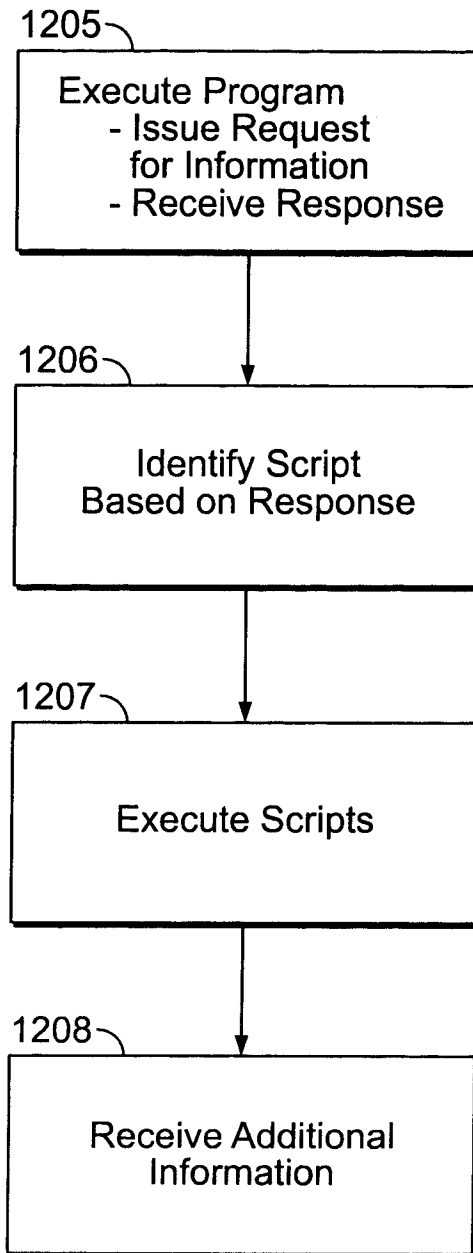 1205
Execute Program
- Issue Request
for Information
- Receive Response
1206
Identify Script
Based on Response
1207
Execute Scripts
1208
Receive Additional
Information